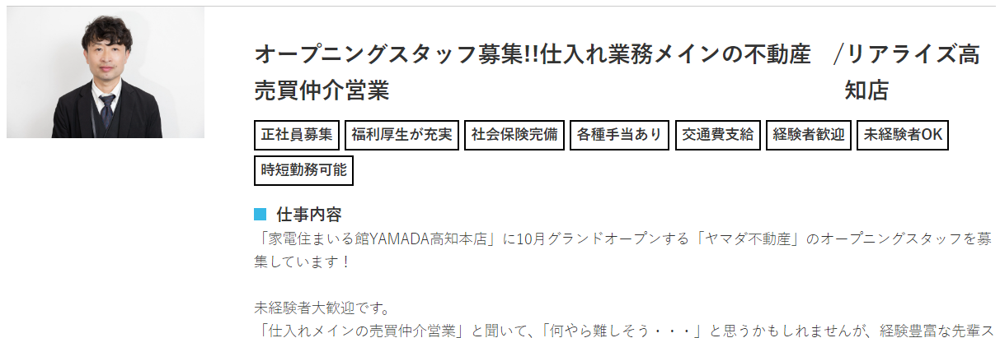 オープニングスタッフ募集!!仕入れ業務メインの不動産
売買仲介営業
/リアライズ高
知店
正社員募集 福利厚生が充実 社会保険完備 各種手当あり 交通費支給 経験者歓迎 未経験者OK
時短勤務可能
仕事内容
「家電住まいる館YAMADA高知本店」に10月グランドオープンする「ヤマダ不動産」のオープニングスタッフを募
集しています！
未経験者大歓迎です。
「仕入れメインの売買仲介営業」と聞いて、「何やら難しそう・・・」と思うかもしれませんが、経験豊富な先輩ス